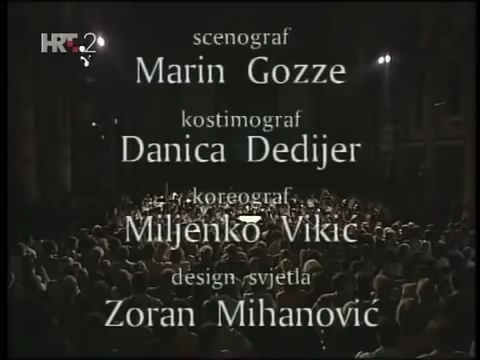 HRT 2
scenograf
Marin Gozze
kostimograf
Danica Dedijer
koreograf
Miljenko Vikić
design svjetla
Zoran Mihanović